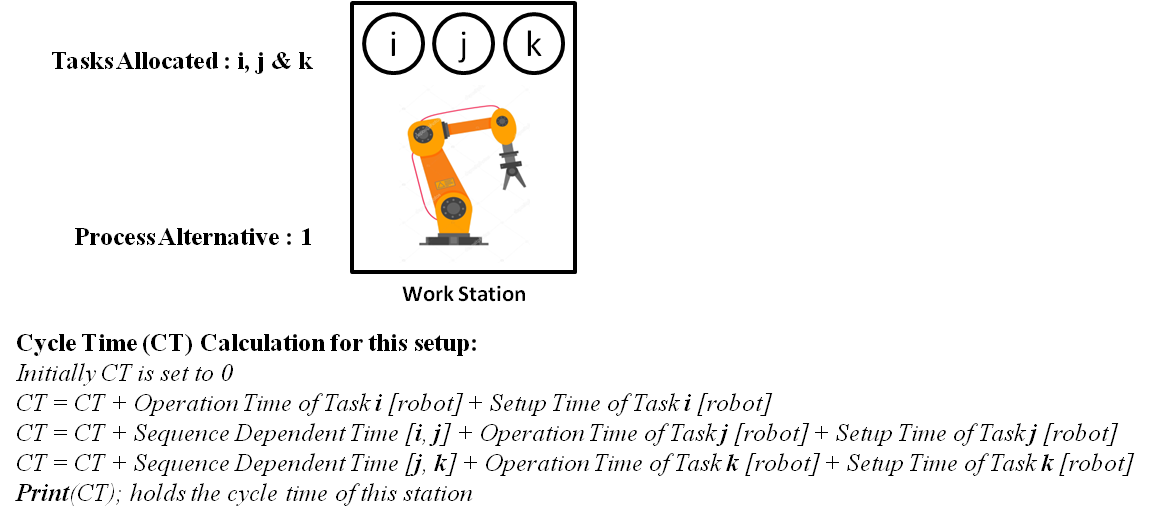 i j k
Tasks Allocated : i, j & k
Process Alternative : 1
Work Station
Cycle Time (CT) Calculation for this setup:
Initially CT is set to 0
CT = CT + Operation Time of Task i [robot] + Setup Time of Task i [robot]
CT = CT + Sequence Dependent Time [i, j] + Operation Time of Task j [robot] + Setup Time of Task j [robot]
CT = CT + Sequence Dependent Time [j, k] + Operation Time of Task k [robot] + Setup Time of Task k [robot]
Print(CT); holds the cycle time of this station